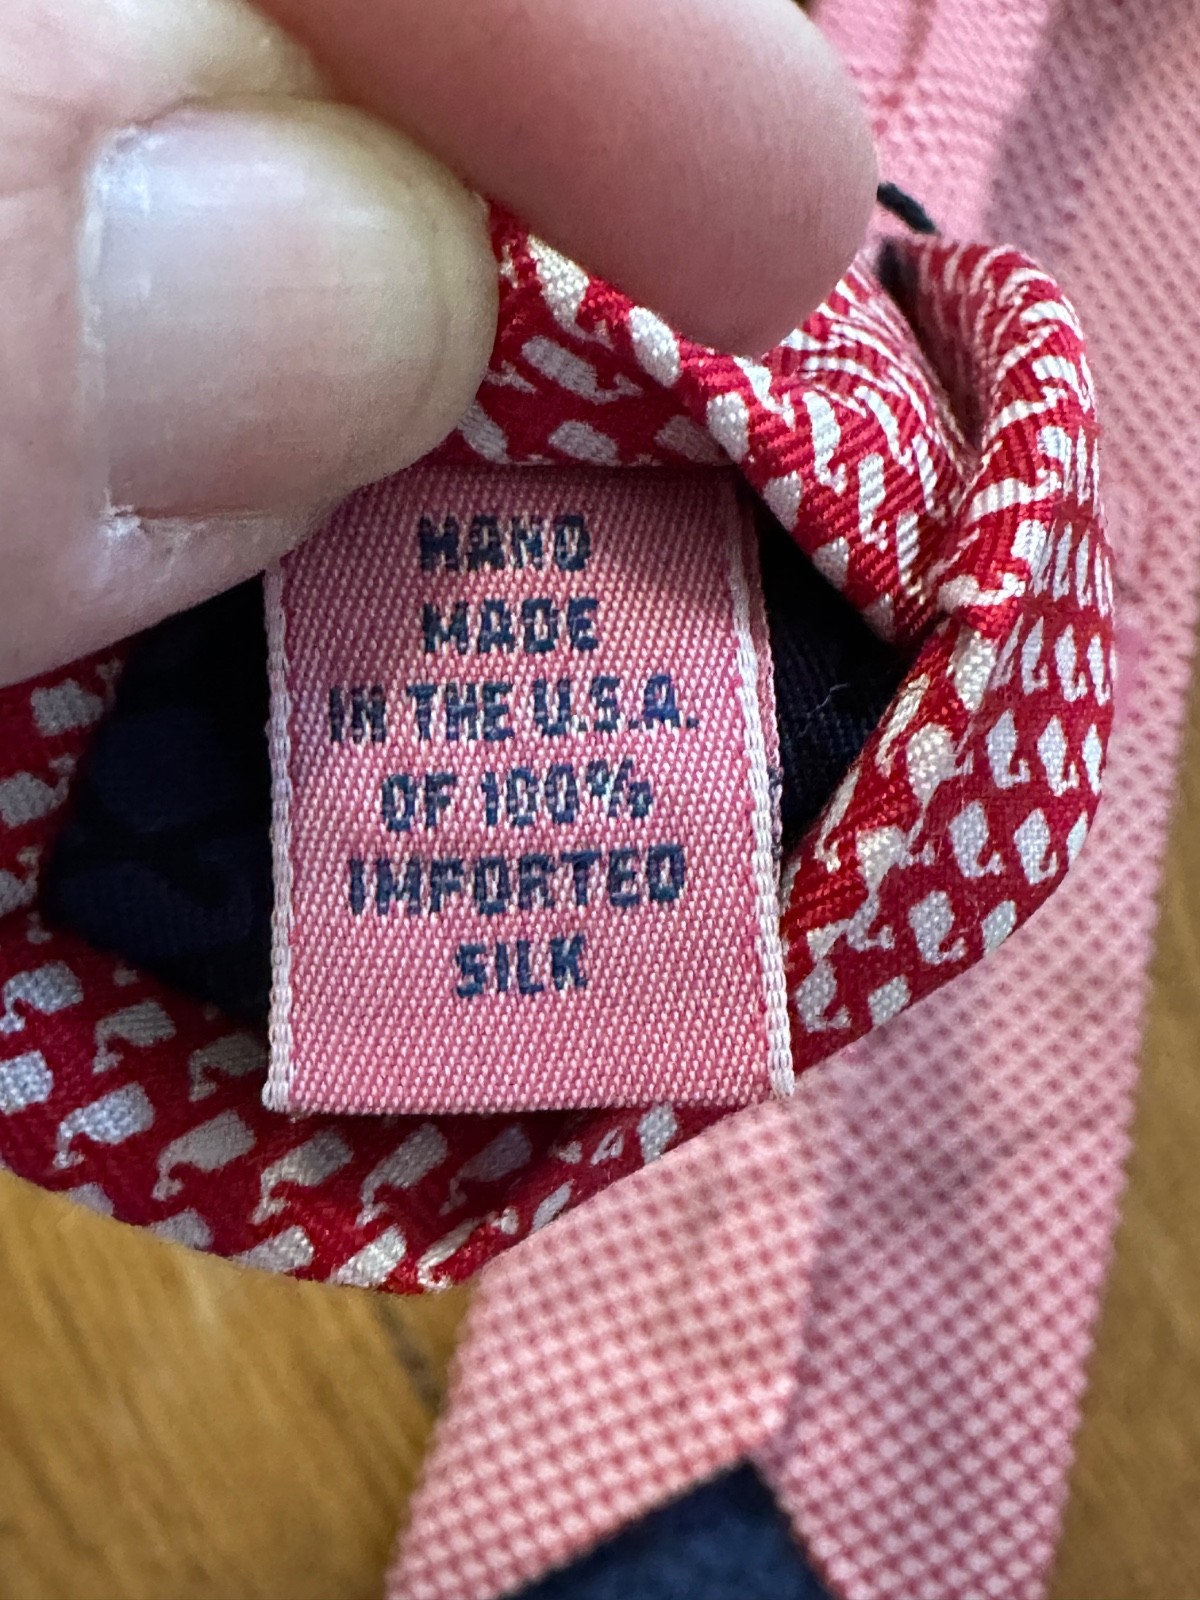 HAND
MADE
IN THE U.S.A.
OF 100%
IMPORTED
SILK